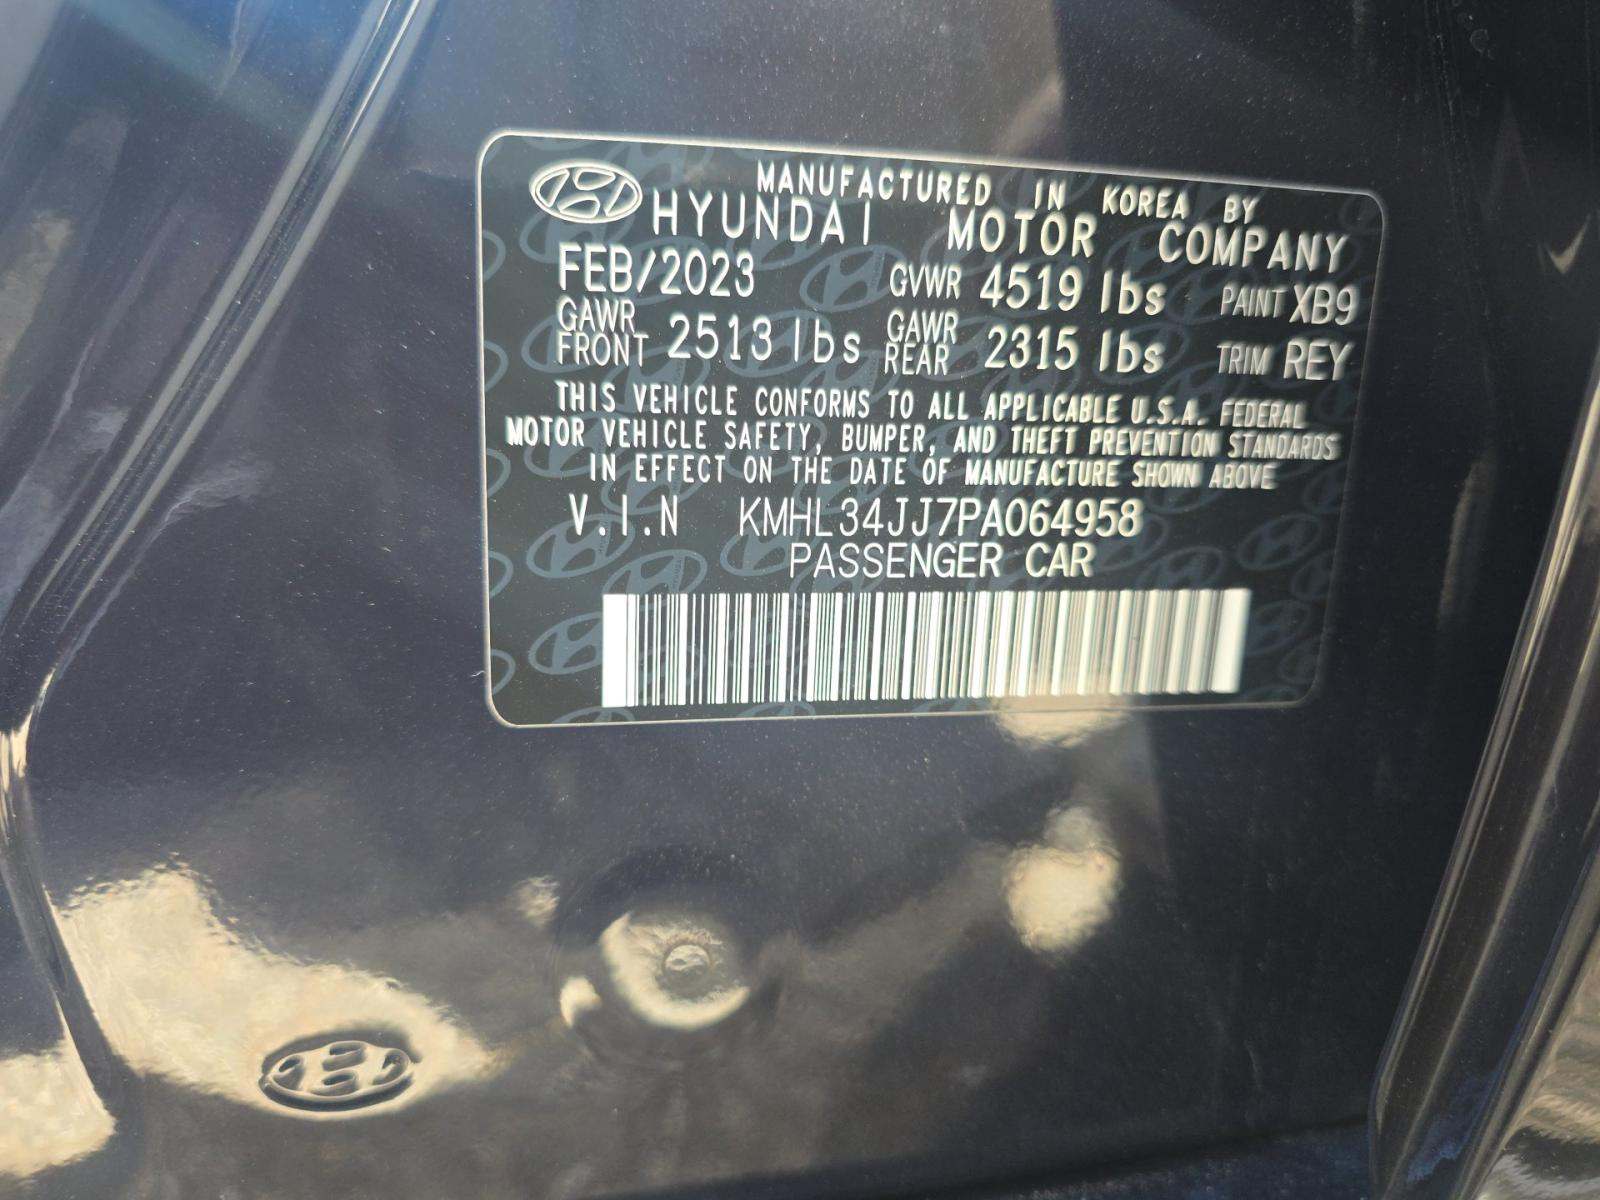 MANUFACTURED IN KOREA BY
HYUNDAI MOTOR COMPANY
FEB/2023 GVWR 4519 lbs PAINT XB9
GAWR FRONT 2513 lbs GAWR REAR 2315 lbs TRIM REY
THIS VEHICLE CONFORMS TO ALL APPLICABLE U.S.A. FEDERAL
MOTOR VEHICLE SAFETY, BUMPER, AND THEFT PREVENTION STANDARDS
IN EFFECT ON THE DATE OF MANUFACTURE SHOWN ABOVE
V.I.N KMHL34JJ7PA064958
PASSENGER CAR